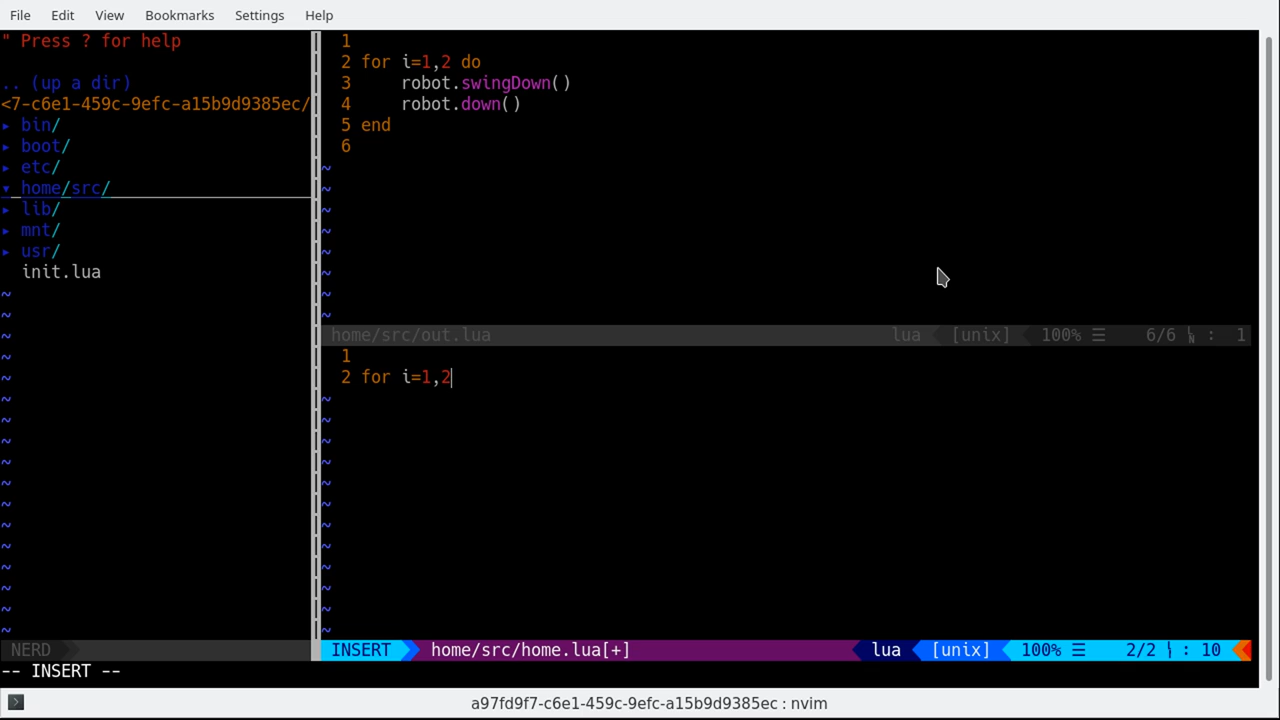 File Edit View Bookmarks Settings Help
" Press ? for help
.. (up a dir)
<7-c6e1-459c-9efc-a15b9d9385ec/
▸ bin/
▸ boot/
▸ etc/
▾ home/src/
▸ lib/
▸ mnt/
▸ usr/
init.lua
NERD
1
2 for i=1,2 do
3     robot.swingDown()
4     robot.down()
5 end
6
home/src/out.lua lua [unix] 100% ☰ 6/6 : 1
1
2 for i=1,2
INSERT home/src/home.lua[+] lua [unix] 100% ☰ 2/2 : 10
-- INSERT --
a97fd9f7-c6e1-459c-9efc-a15b9d9385ec : nvim